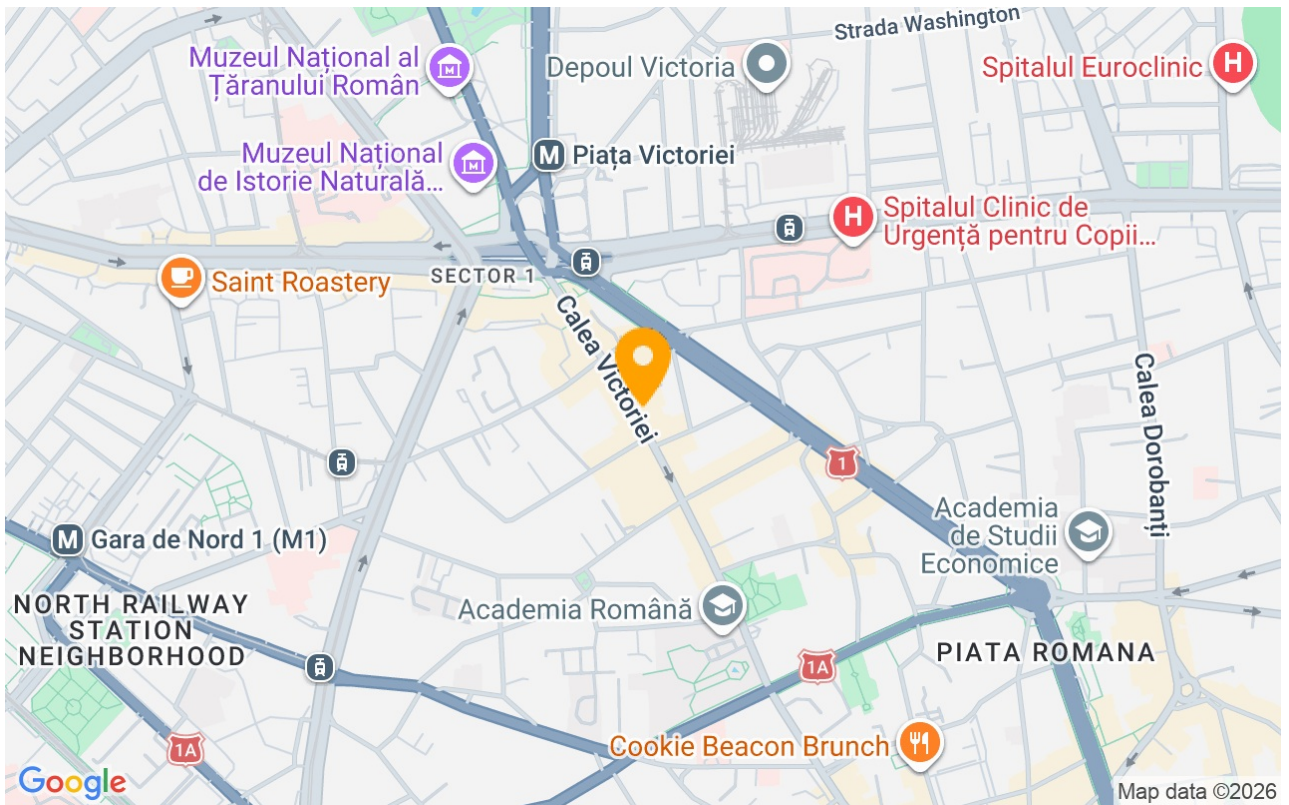 Strada Washington
Muzeul Național al
Țăranului Român
Depoul Victoria
Spitalul Euroclinic
H
Muzeul Național
de Istorie Naturală...
M Piața Victoriei
H
Spitalul Clinic de
Urgență pentru Copii...
Saint Roastery
SECTOR 1
Calea Victoriei
Calea Dorobanți
1
Academia
de Studii
Economice
M Gara de Nord 1 (M1)
NORTH RAILWAY
STATION
NEIGHBORHOOD
Academia Română
PIATA ROMANA
1A
1A
Cookie Beacon Brunch
Google
Map data ©2026